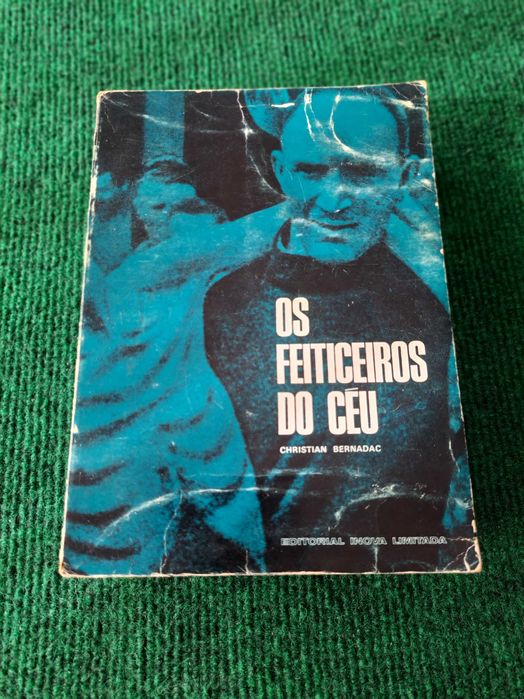 OS
FEITICEIROS
DO CÉU
CHRISTIAN BERNADAC
EDITORIAL INOVA LIMITADA